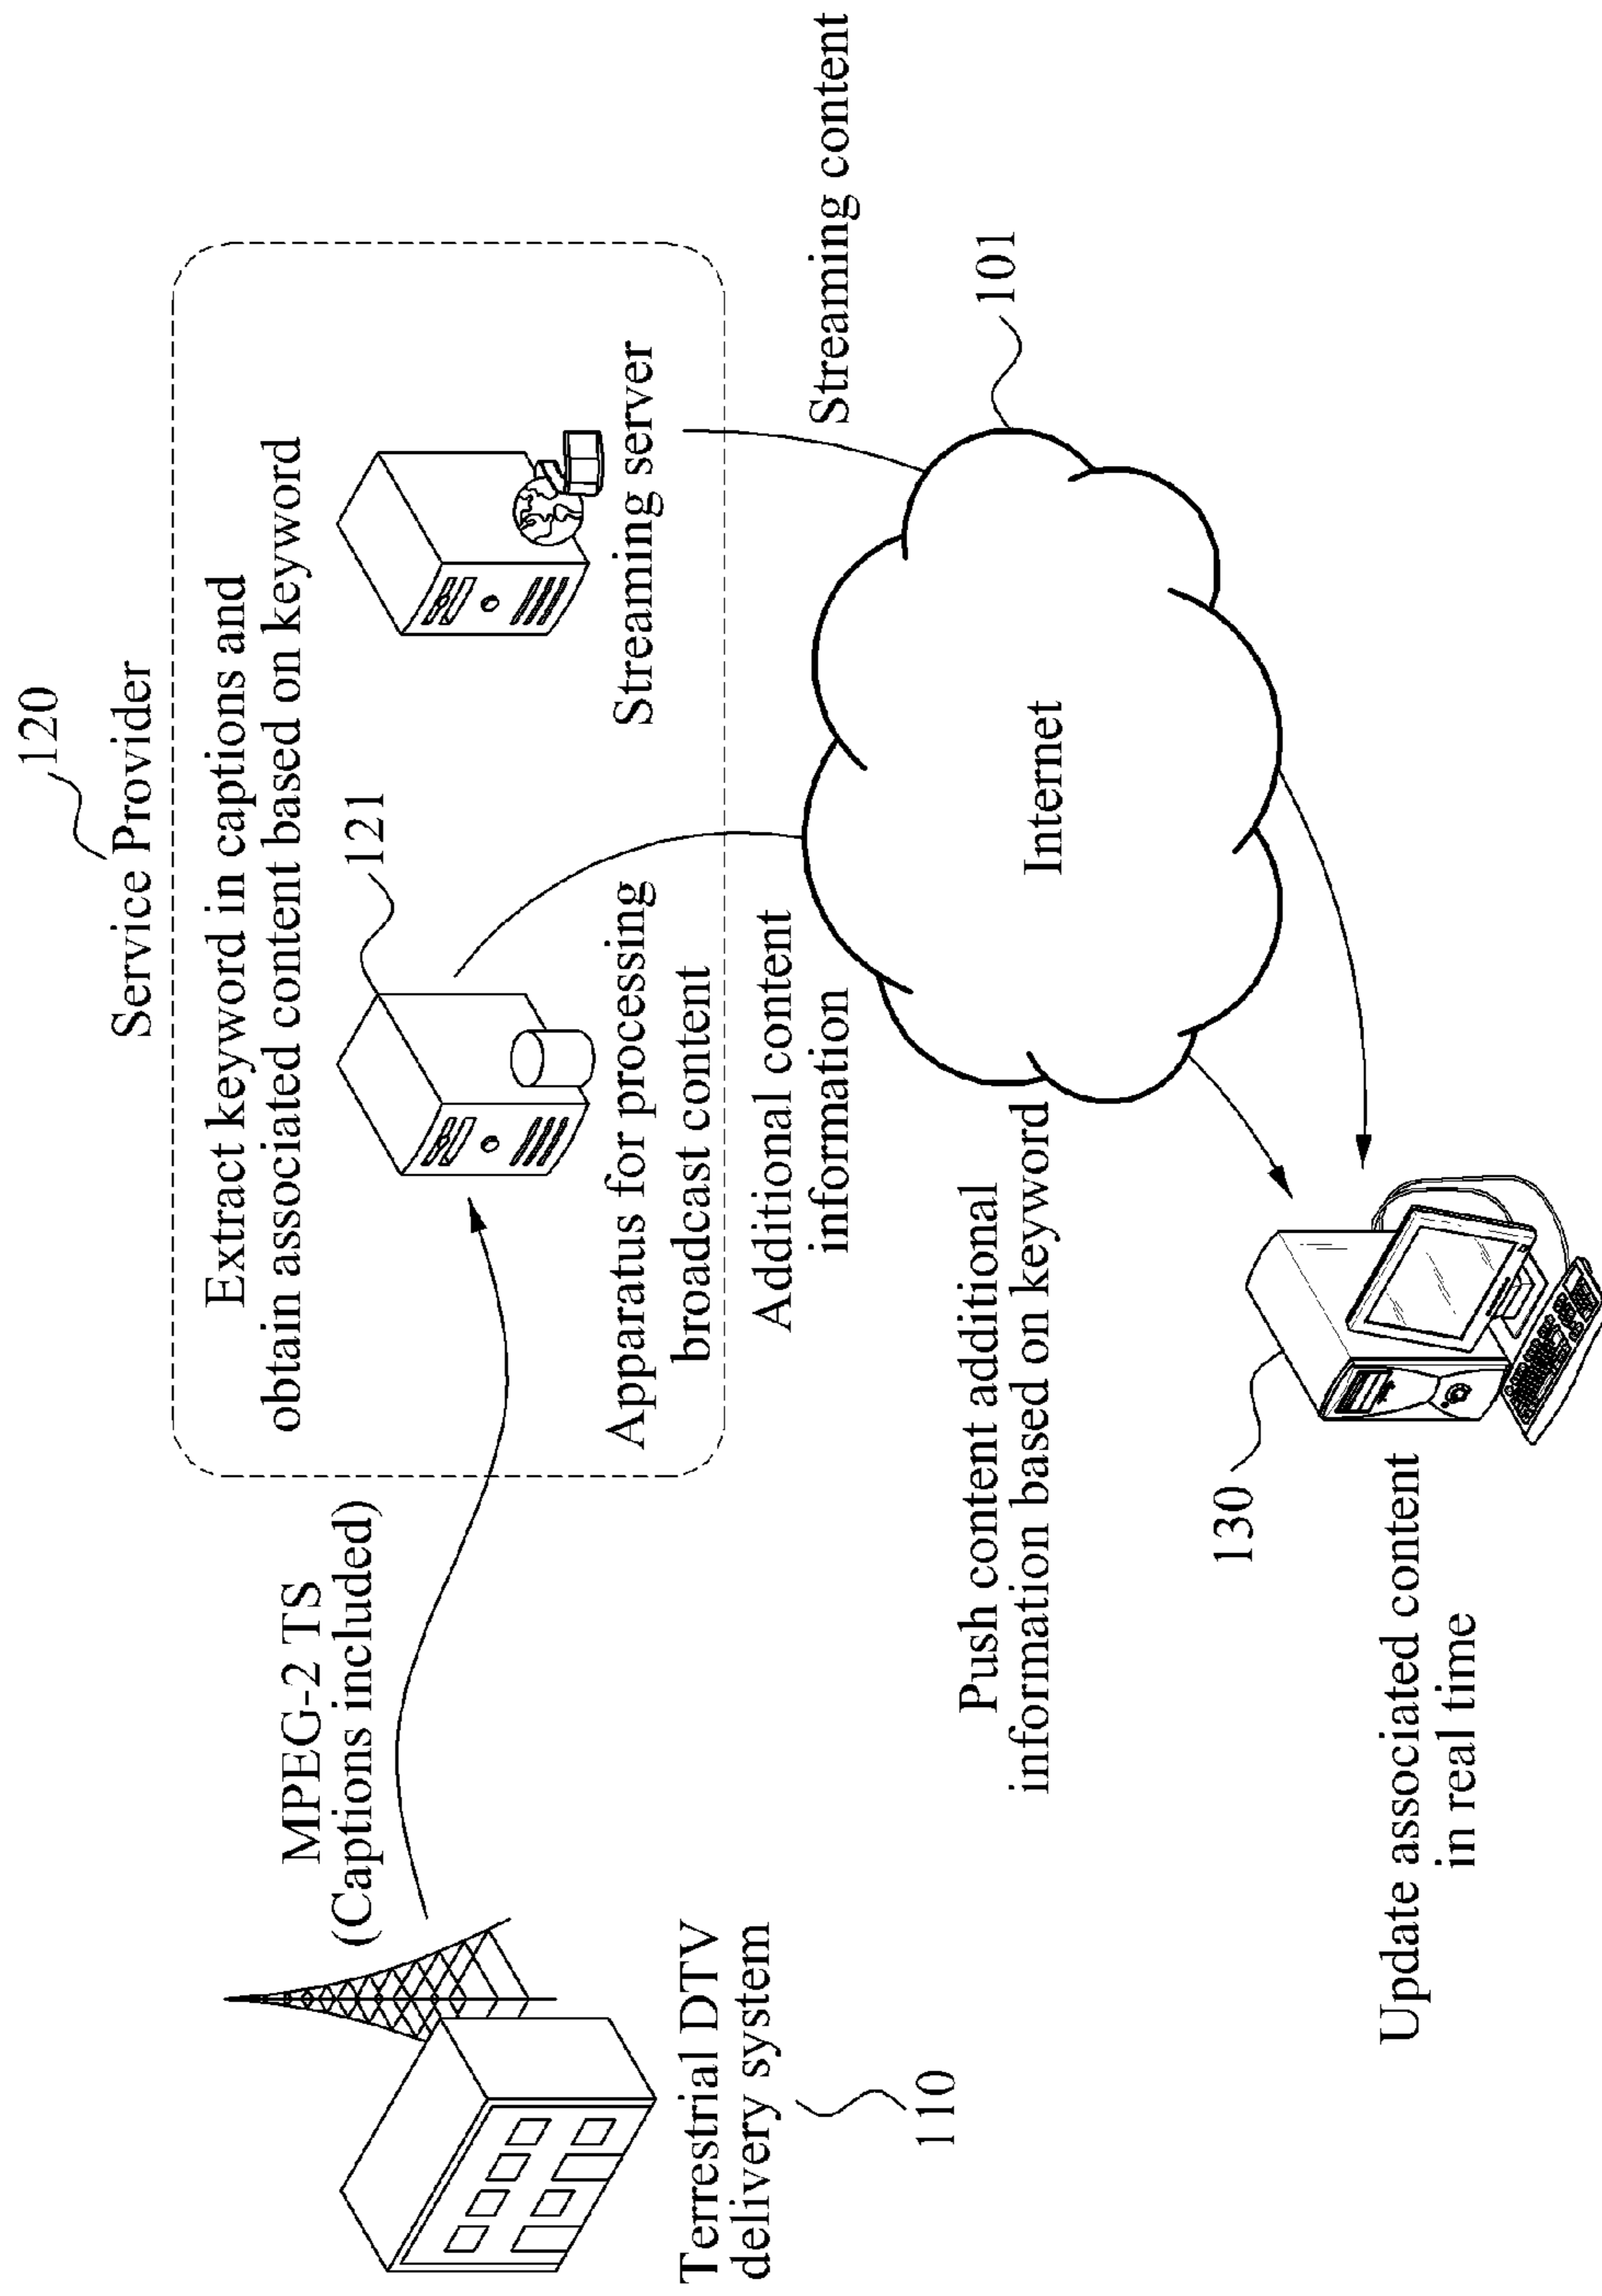 120
Service Provider
Extract keyword in captions and
obtain associated content based on keyword
MPEG-2 TS
(Captions included)
121
Terrestrial DTV
delivery system
110
Apparatus for processing
broadcast content
Streaming server
Additional content
information
Streaming content
101
Internet
Push content additional
information based on keyword
130
Update associated content
in real time